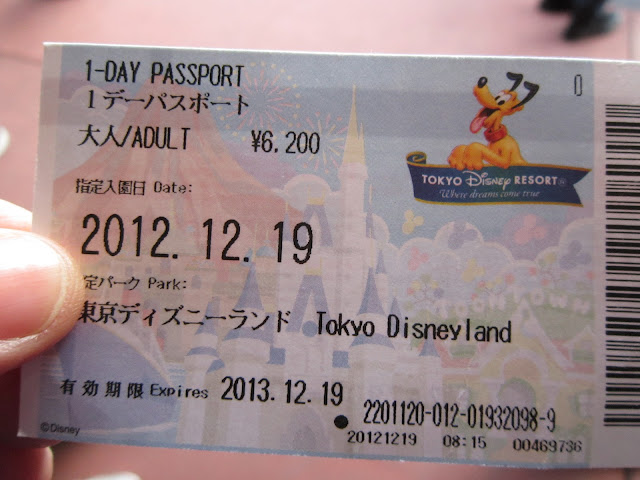 1-DAY PASSPORT
1デーパスポート
大人/ADULT ¥6,200
TOKYO Disney RESORT®
Where dreams come true
0
指定入園日 Date:
2012. 12. 19
定パーク Park:
東京ディズニーランド Tokyo Disneyland
TOONTOWN
有効期限 Expires 2013.12.19
2201120-012-01932098-9
©Disney
20121219 08:15 00469736